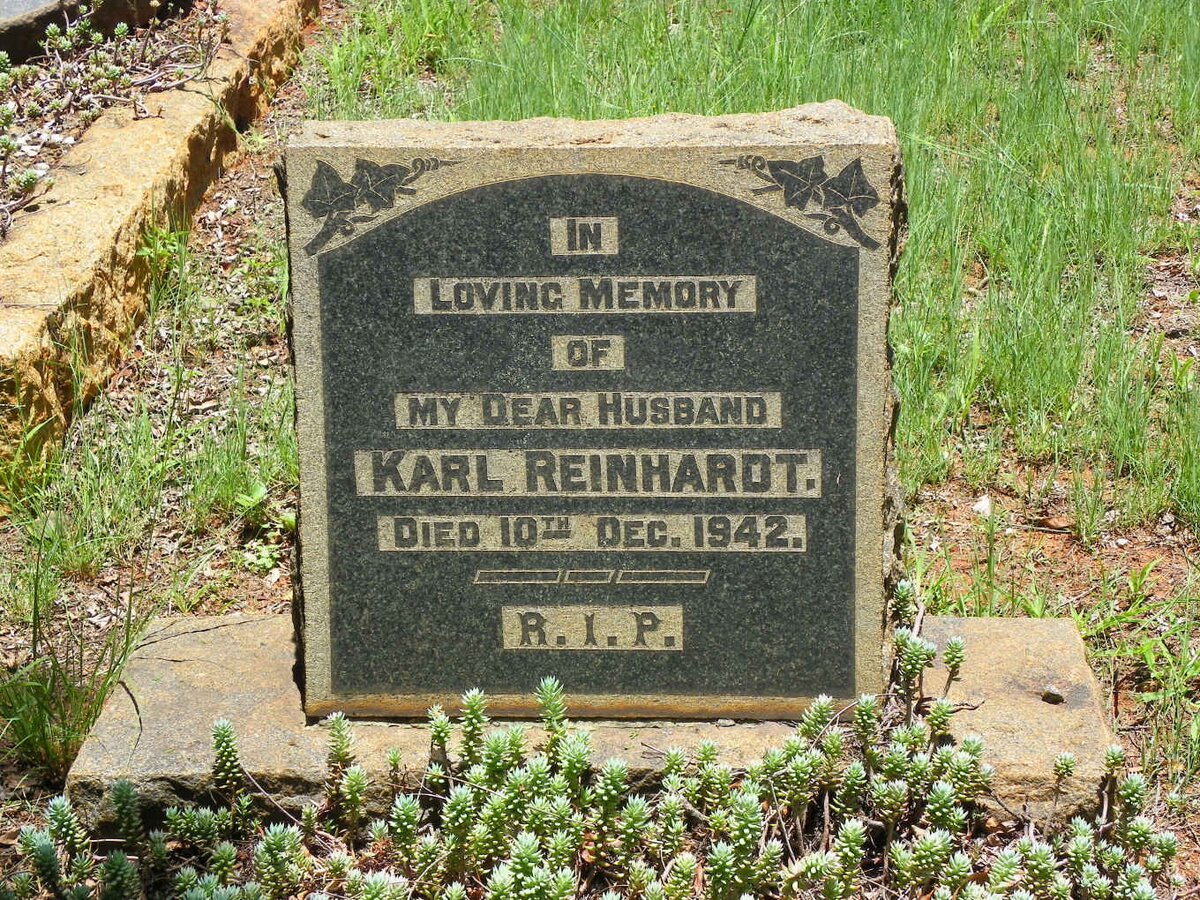 IN
LOVING MEMORY
OF
MY DEAR HUSBAND
KARL REINHARDT.
DIED 10TH DEC. 1942.
R. I. P.